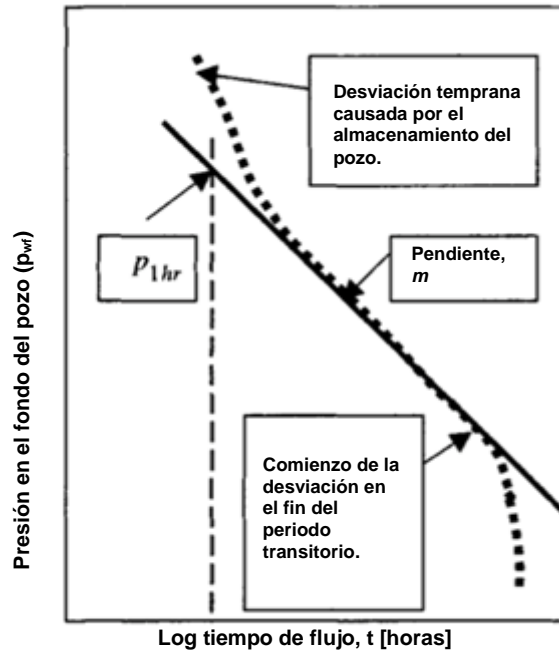 Desviación temprana
causada por el
almacenamiento del
pozo.
p1hr
Pendiente,
m
Comienzo de la
desviación en
el fin del
periodo
transitorio.
Presión en el fondo del pozo (pwf)
Log tiempo de flujo, t [horas]